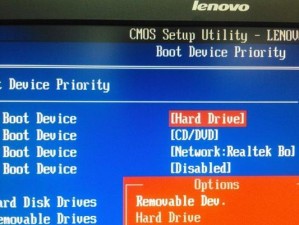 lenovo
CMOS Setup Utility - LENOV
Boot Device Priority
t Device Priority
Boot Device [Hard Drive]
Boot Device [CD/DVD]
Boot Device [Network:Realtek Bo]
Boot Device [Disabled]
Options
ard Disk Drives Removable Dev.
emovable Drives Hard Drive